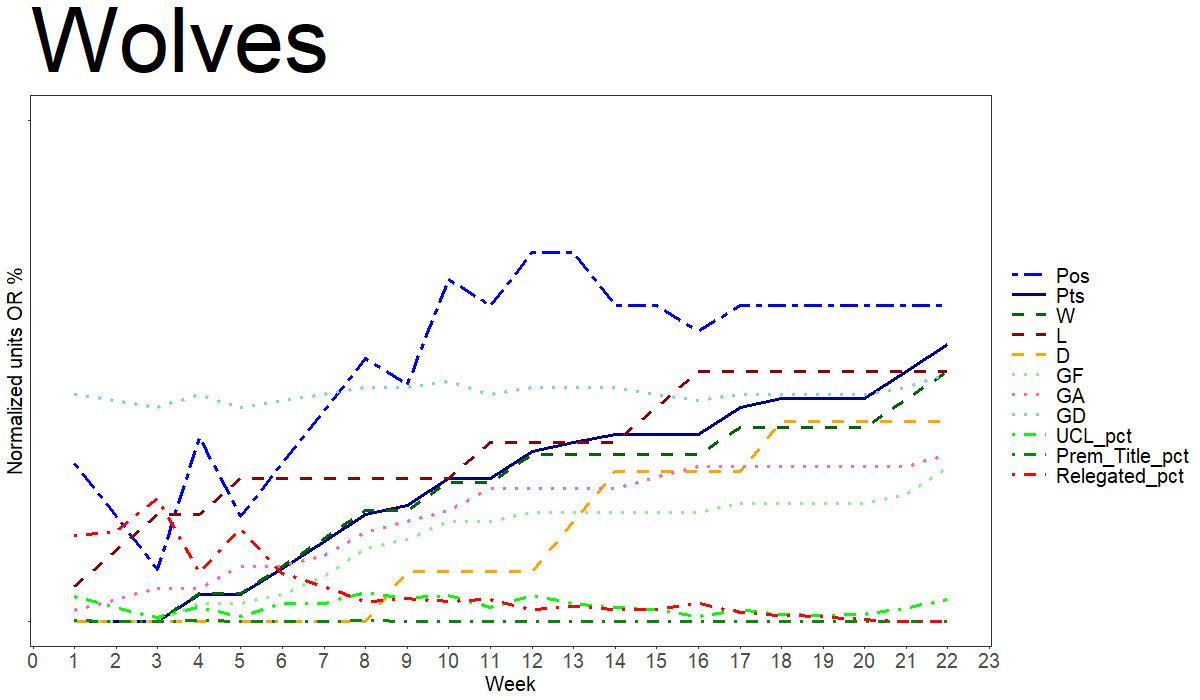 Wolves
Normalized units OR %
Pos
Pts
W
L
D
GF
GA
GD
UCL_pct
Prem_Title_pct
Relegated_pct
0 1 2 3 4 5 6 7 8 9 10 11 12 13 14 15 16 17 18 19 20 21 22 23
Week